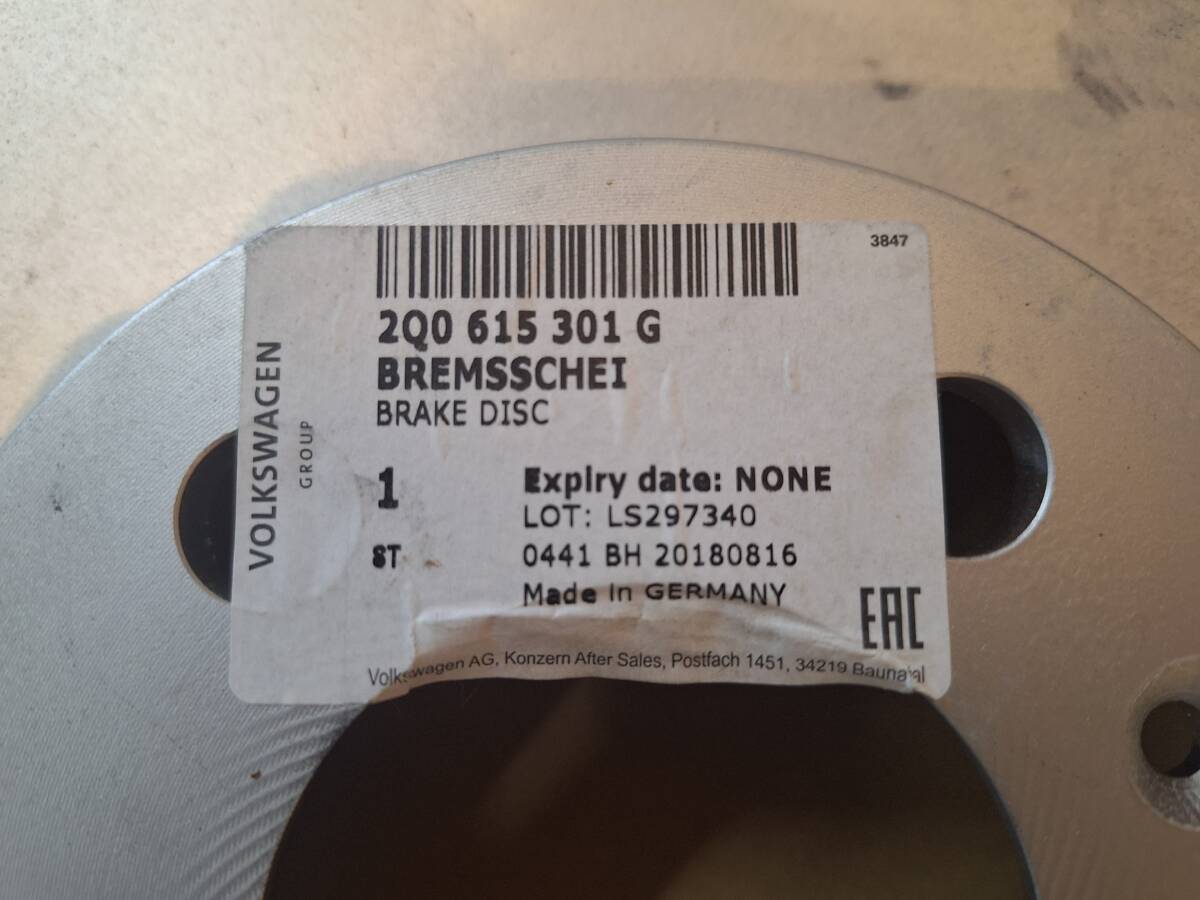 3847
2Q0 615 301 G
BREMSSCHEI
BRAKE DISC
VOLKSWAGEN
GROUP
1
Expiry date: NONE
LOT: LS297340
ST
0441 BH 20180816
Made in GERMANY
EAC
Volkswagen AG, Konzern After Sales, Postfach 1451, 34219 Baunatal